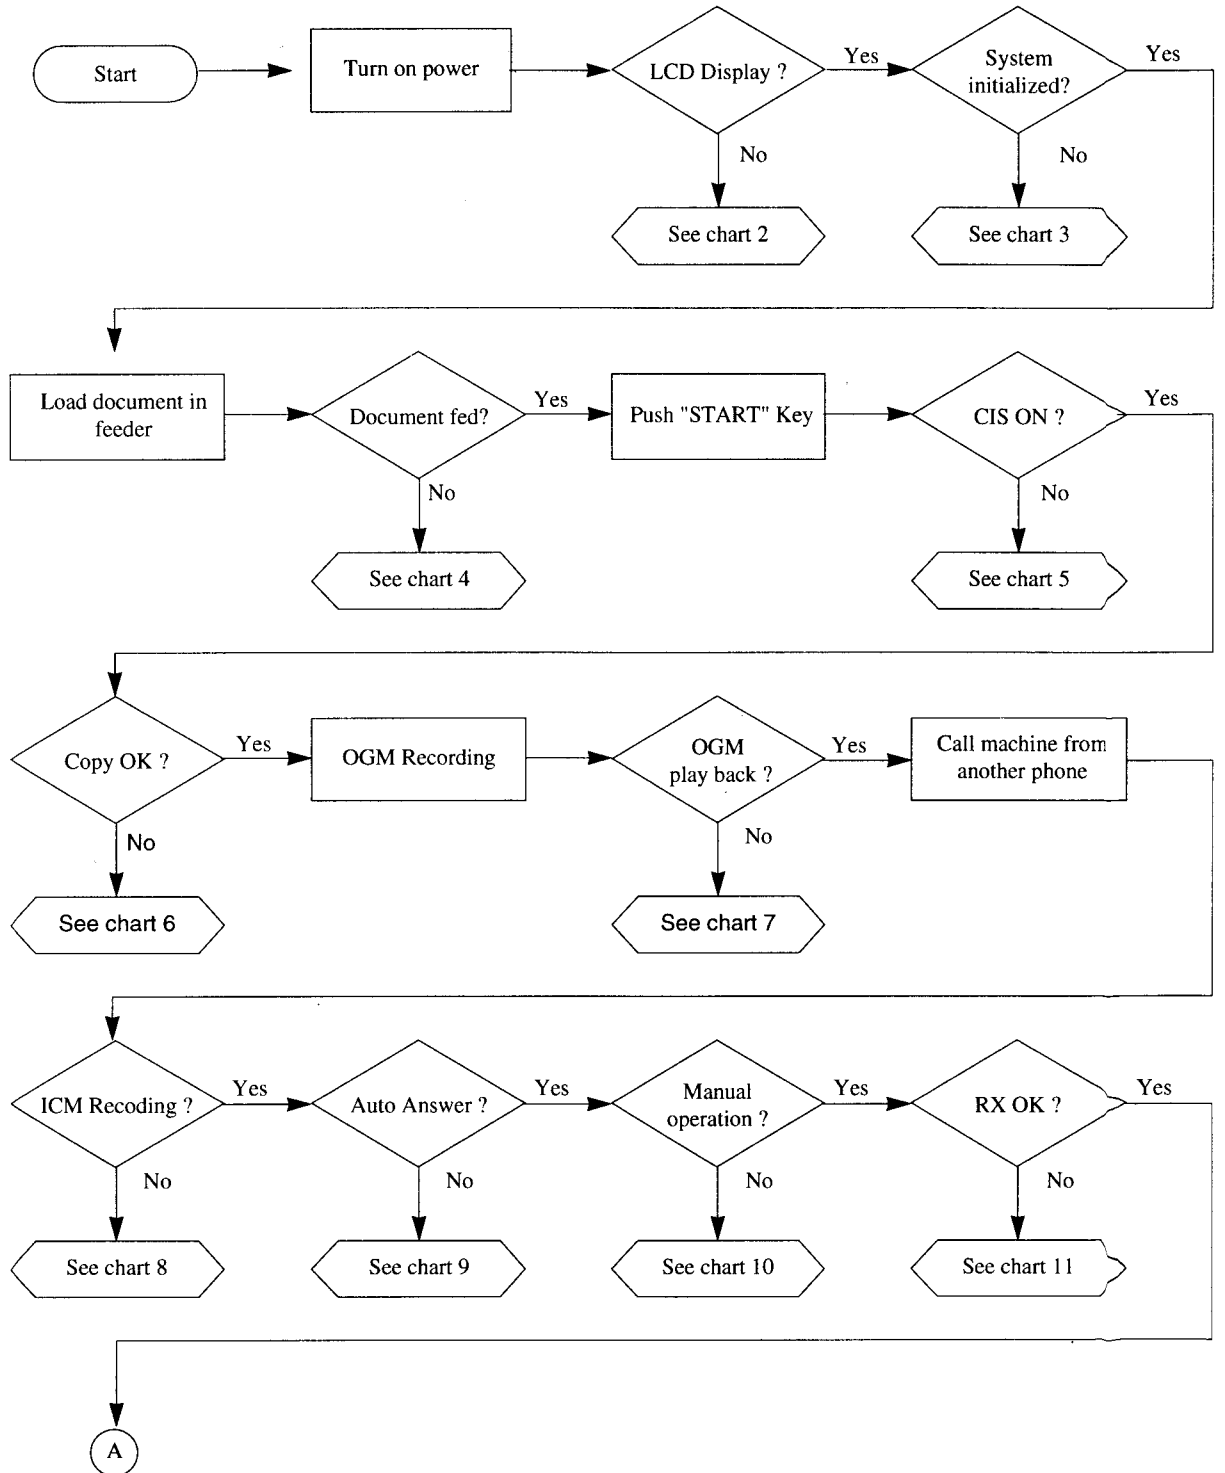 Start
Turn on power
LCD Display ?
Yes
System
initialized?
Yes
No
No
See chart 2
See chart 3
Load document in
feeder
Document fed?
Yes
Push "START" Key
CIS ON ?
Yes
No
No
See chart 4
See chart 5
Copy OK ?
Yes
OGM Recording
OGM
play back ?
Yes
Call machine from
another phone
No
No
See chart 6
See chart 7
ICM Recoding ?
Yes
Auto Answer ?
Yes
Manual
operation ?
Yes
RX OK ?
Yes
No
No
No
No
See chart 8
See chart 9
See chart 10
See chart 11
A